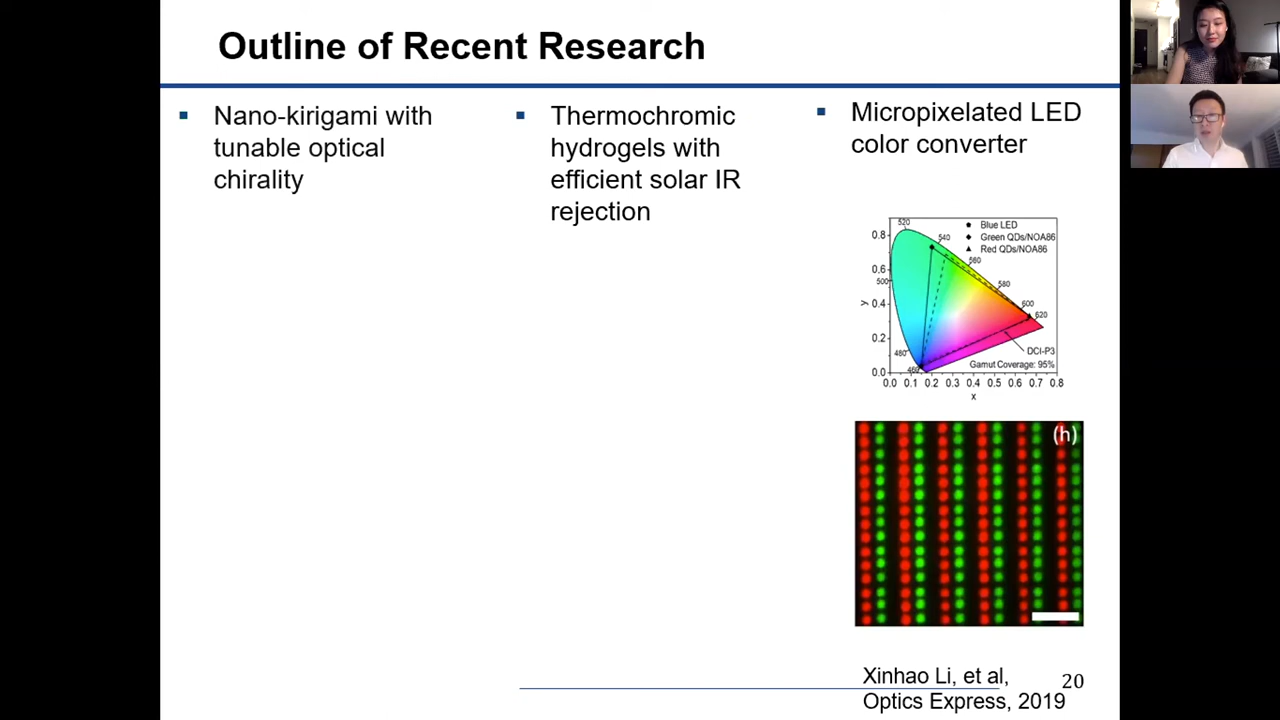 Outline of Recent Research
▪ Nano-kirigami with
tunable optical
chirality
▪ Thermochromic
hydrogels with
efficient solar IR
rejection
▪ Micropixelated LED
color converter
520
540
560
580
600
620
500
480
460
Blue LED
Green QDs/NOA86
Red QDs/NOA86
DCI-P3
Gamut Coverage: 95%
0.8
0.6
0.4
0.2
0.0
y
0.0 0.1 0.2 0.3 0.4 0.5 0.6 0.7 0.8
x
(h)
Xinhao Li, et al,
Optics Express, 2019
20